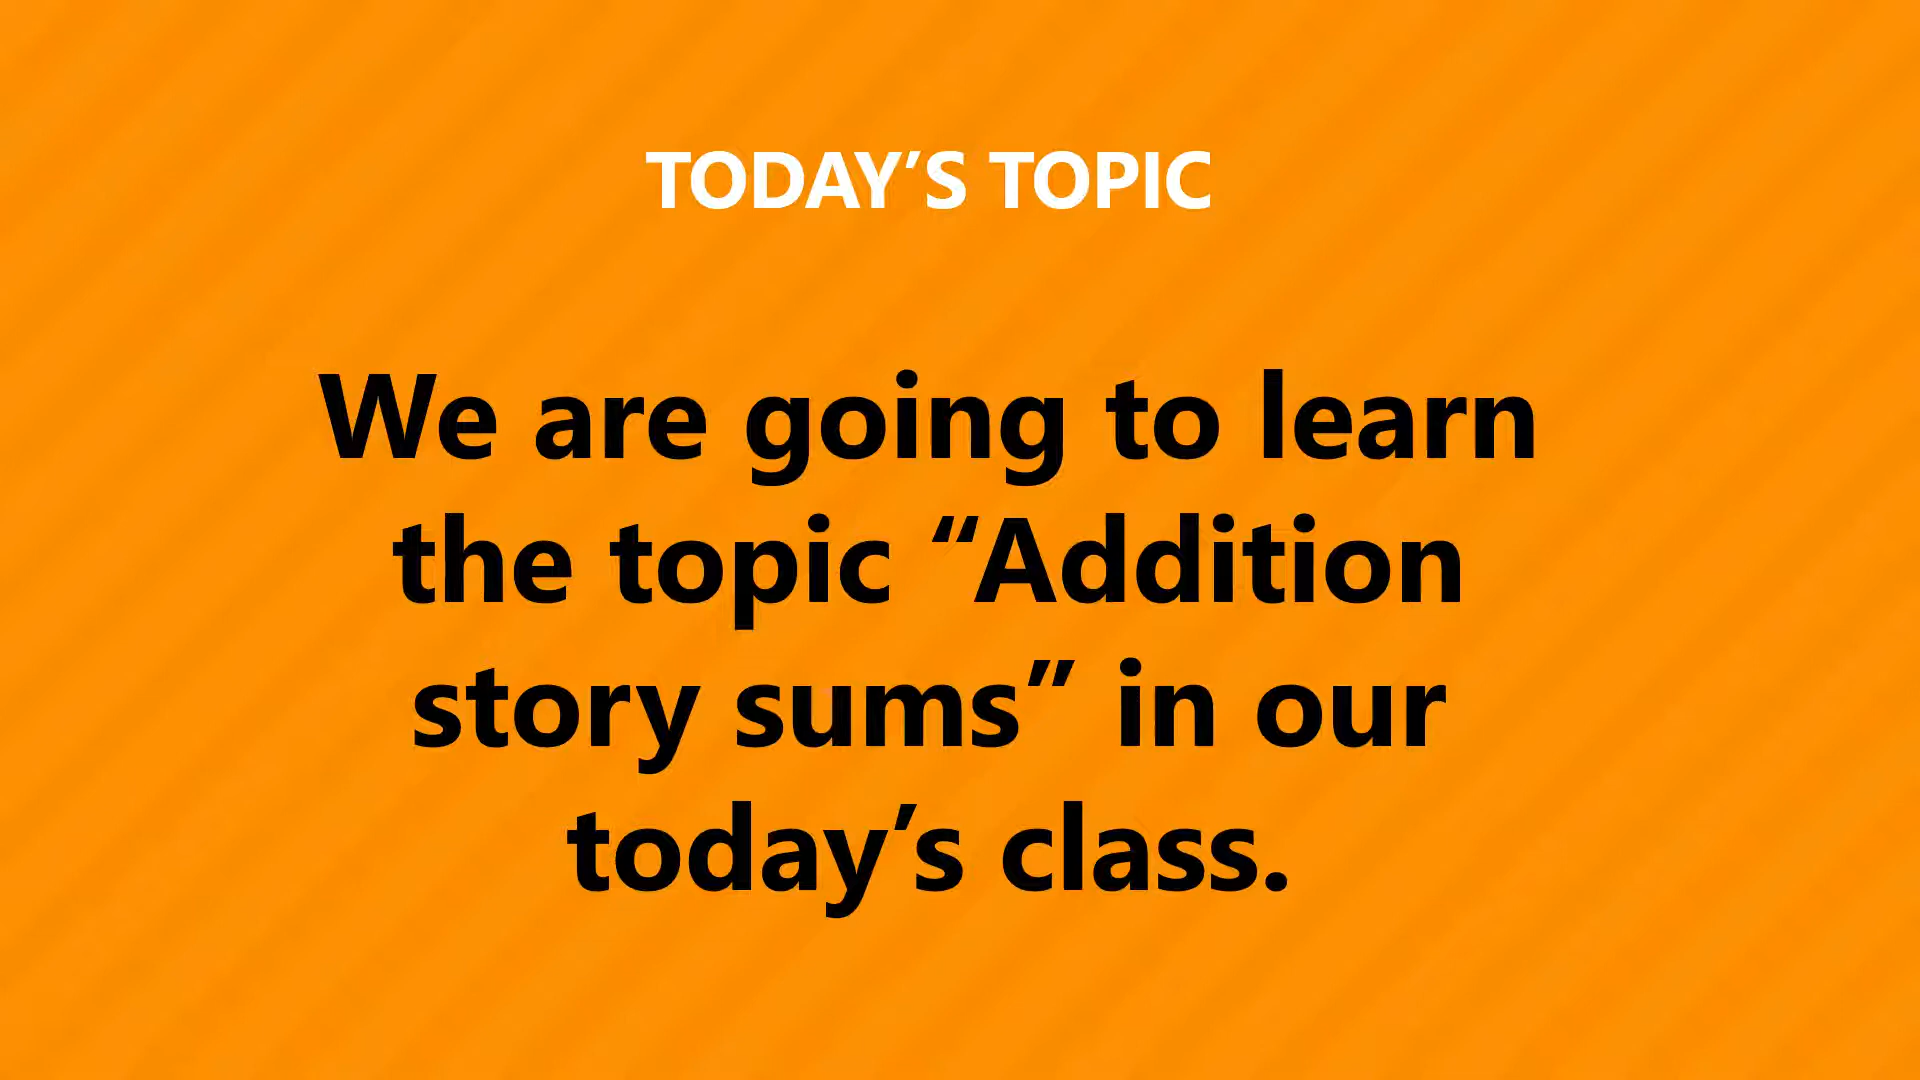 TODAY’S TOPIC
We are going to learn
the topic “Addition
story sums” in our
today’s class.